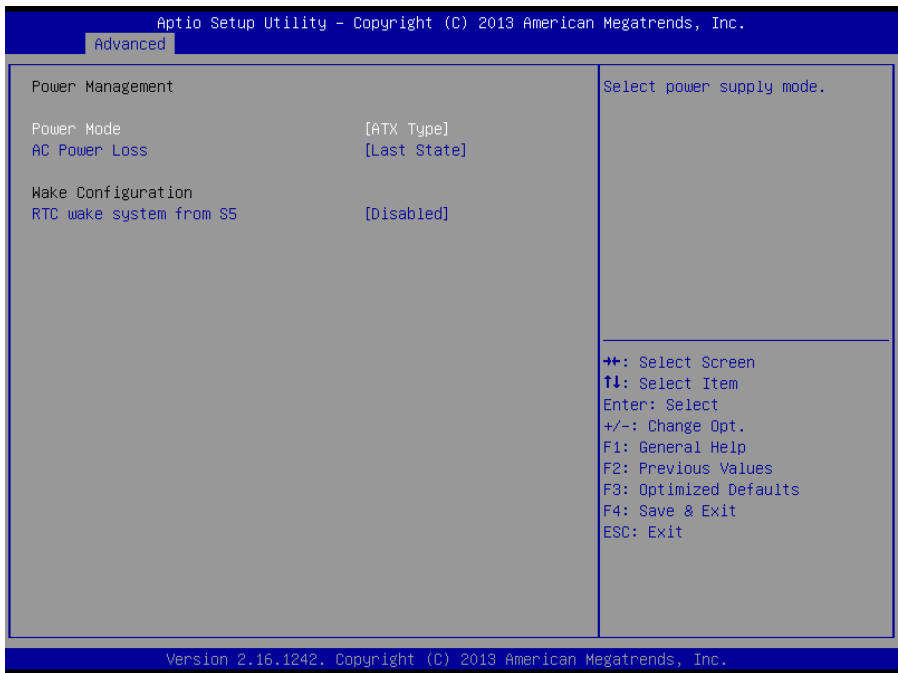 Aptio Setup Utility – Copyright (C) 2013 American Megatrends, Inc.
Advanced
Power Management
Power Mode [ATX Type]
AC Power Loss [Last State]
Wake Configuration
RTC wake system from S5 [Disabled]
Select power supply mode.
→←: Select Screen
↑↓: Select Item
Enter: Select
+/-: Change Opt.
F1: General Help
F2: Previous Values
F3: Optimized Defaults
F4: Save & Exit
ESC: Exit
Version 2.16.1242. Copyright (C) 2013 American Megatrends, Inc.